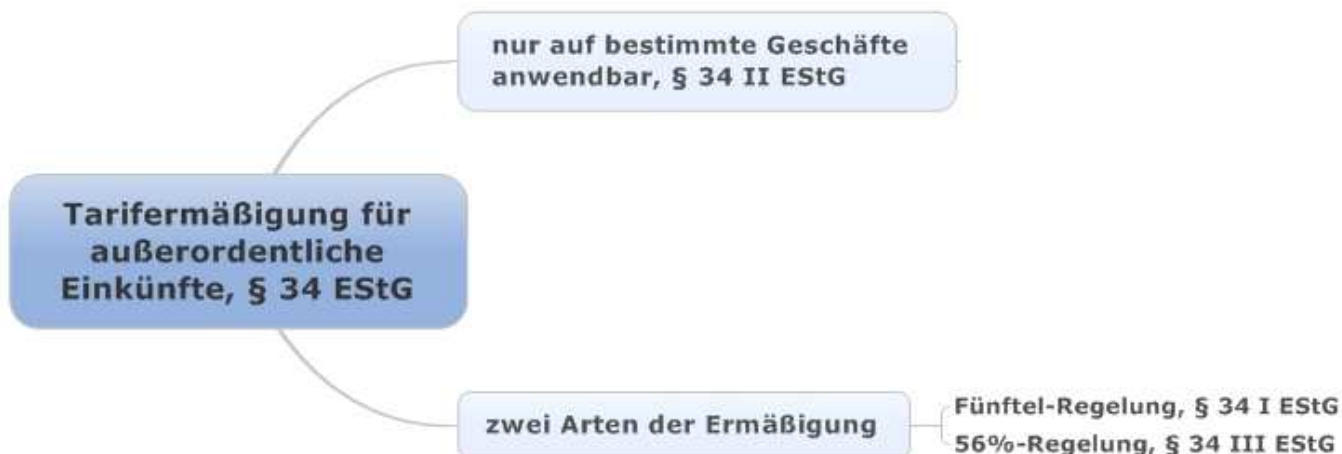 nur auf bestimmte Geschäfte
anwendbar, § 34 II EStG
Tarifermäßigung für
außerordentliche
Einkünfte, § 34 EStG
zwei Arten der Ermäßigung
Fünftel-Regelung, § 34 I EStG
56%-Regelung, § 34 III EStG